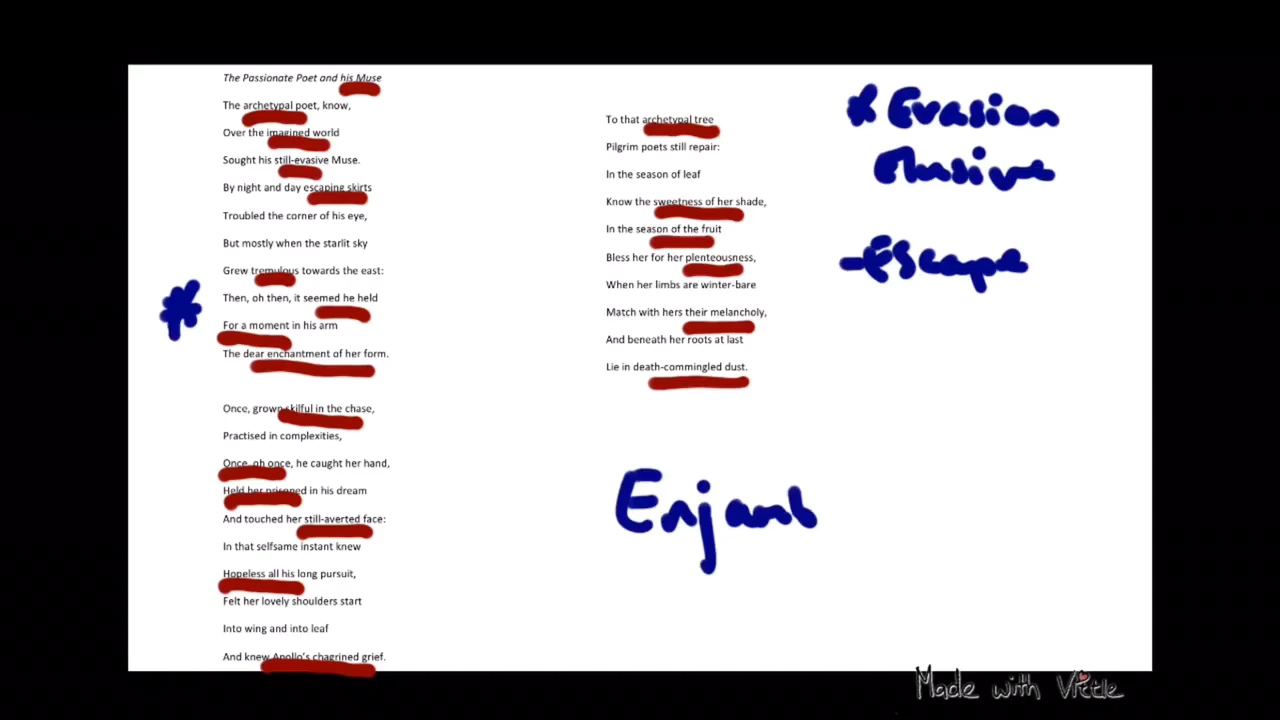 The Passionate Poet and his Muse
The archetypal poet, know,
Over the imagined world
Sought his still-evasive Muse.
By night and day escaping skirts
Troubled the corner of his eye,
But mostly when the starlit sky
Grew tremulous towards the east:
Then, oh then, it seemed he held
For a moment in his arm
The dear enchantment of her form.
Once, grown skilful in the chase,
Practised in complexities,
Once, oh once, he caught her hand,
Held her prisoned in his dream
And touched her still-averted face:
In that selfsame instant knew
Hopeless all his long pursuit,
Felt her lovely shoulders start
Into wing and into leaf
And knew Apollo's chagrined grief.
To that archetypal tree
Pilgrim poets still repair:
In the season of leaf
Know the sweetness of her shade,
In the season of the fruit
Bless her for her plenteousness,
When her limbs are winter-bare
Match with hers their melancholy,
And beneath her roots at last
Lie in death-commingled dust.
Evasion
Elusive
-Escape
Enjamb
Made with Vittle